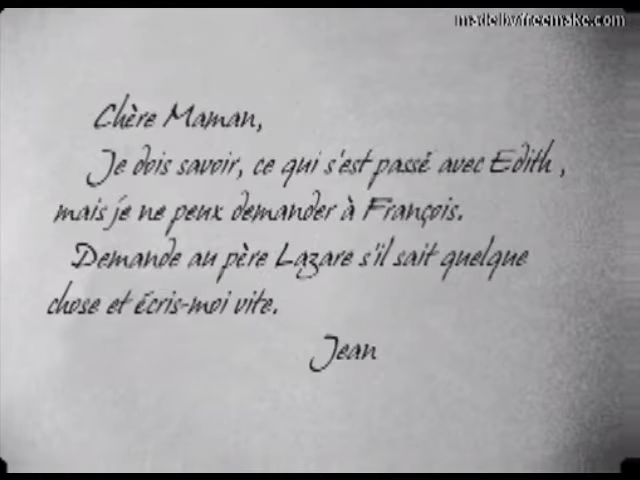 madebyfreemake.com
Chère Maman,
Je dois savoir, ce qui s'est passé avec Edith,
mais je ne peux demander à François.
Demande au père Lazare s'il sait quelque
chose et écris-moi vite.
Jean